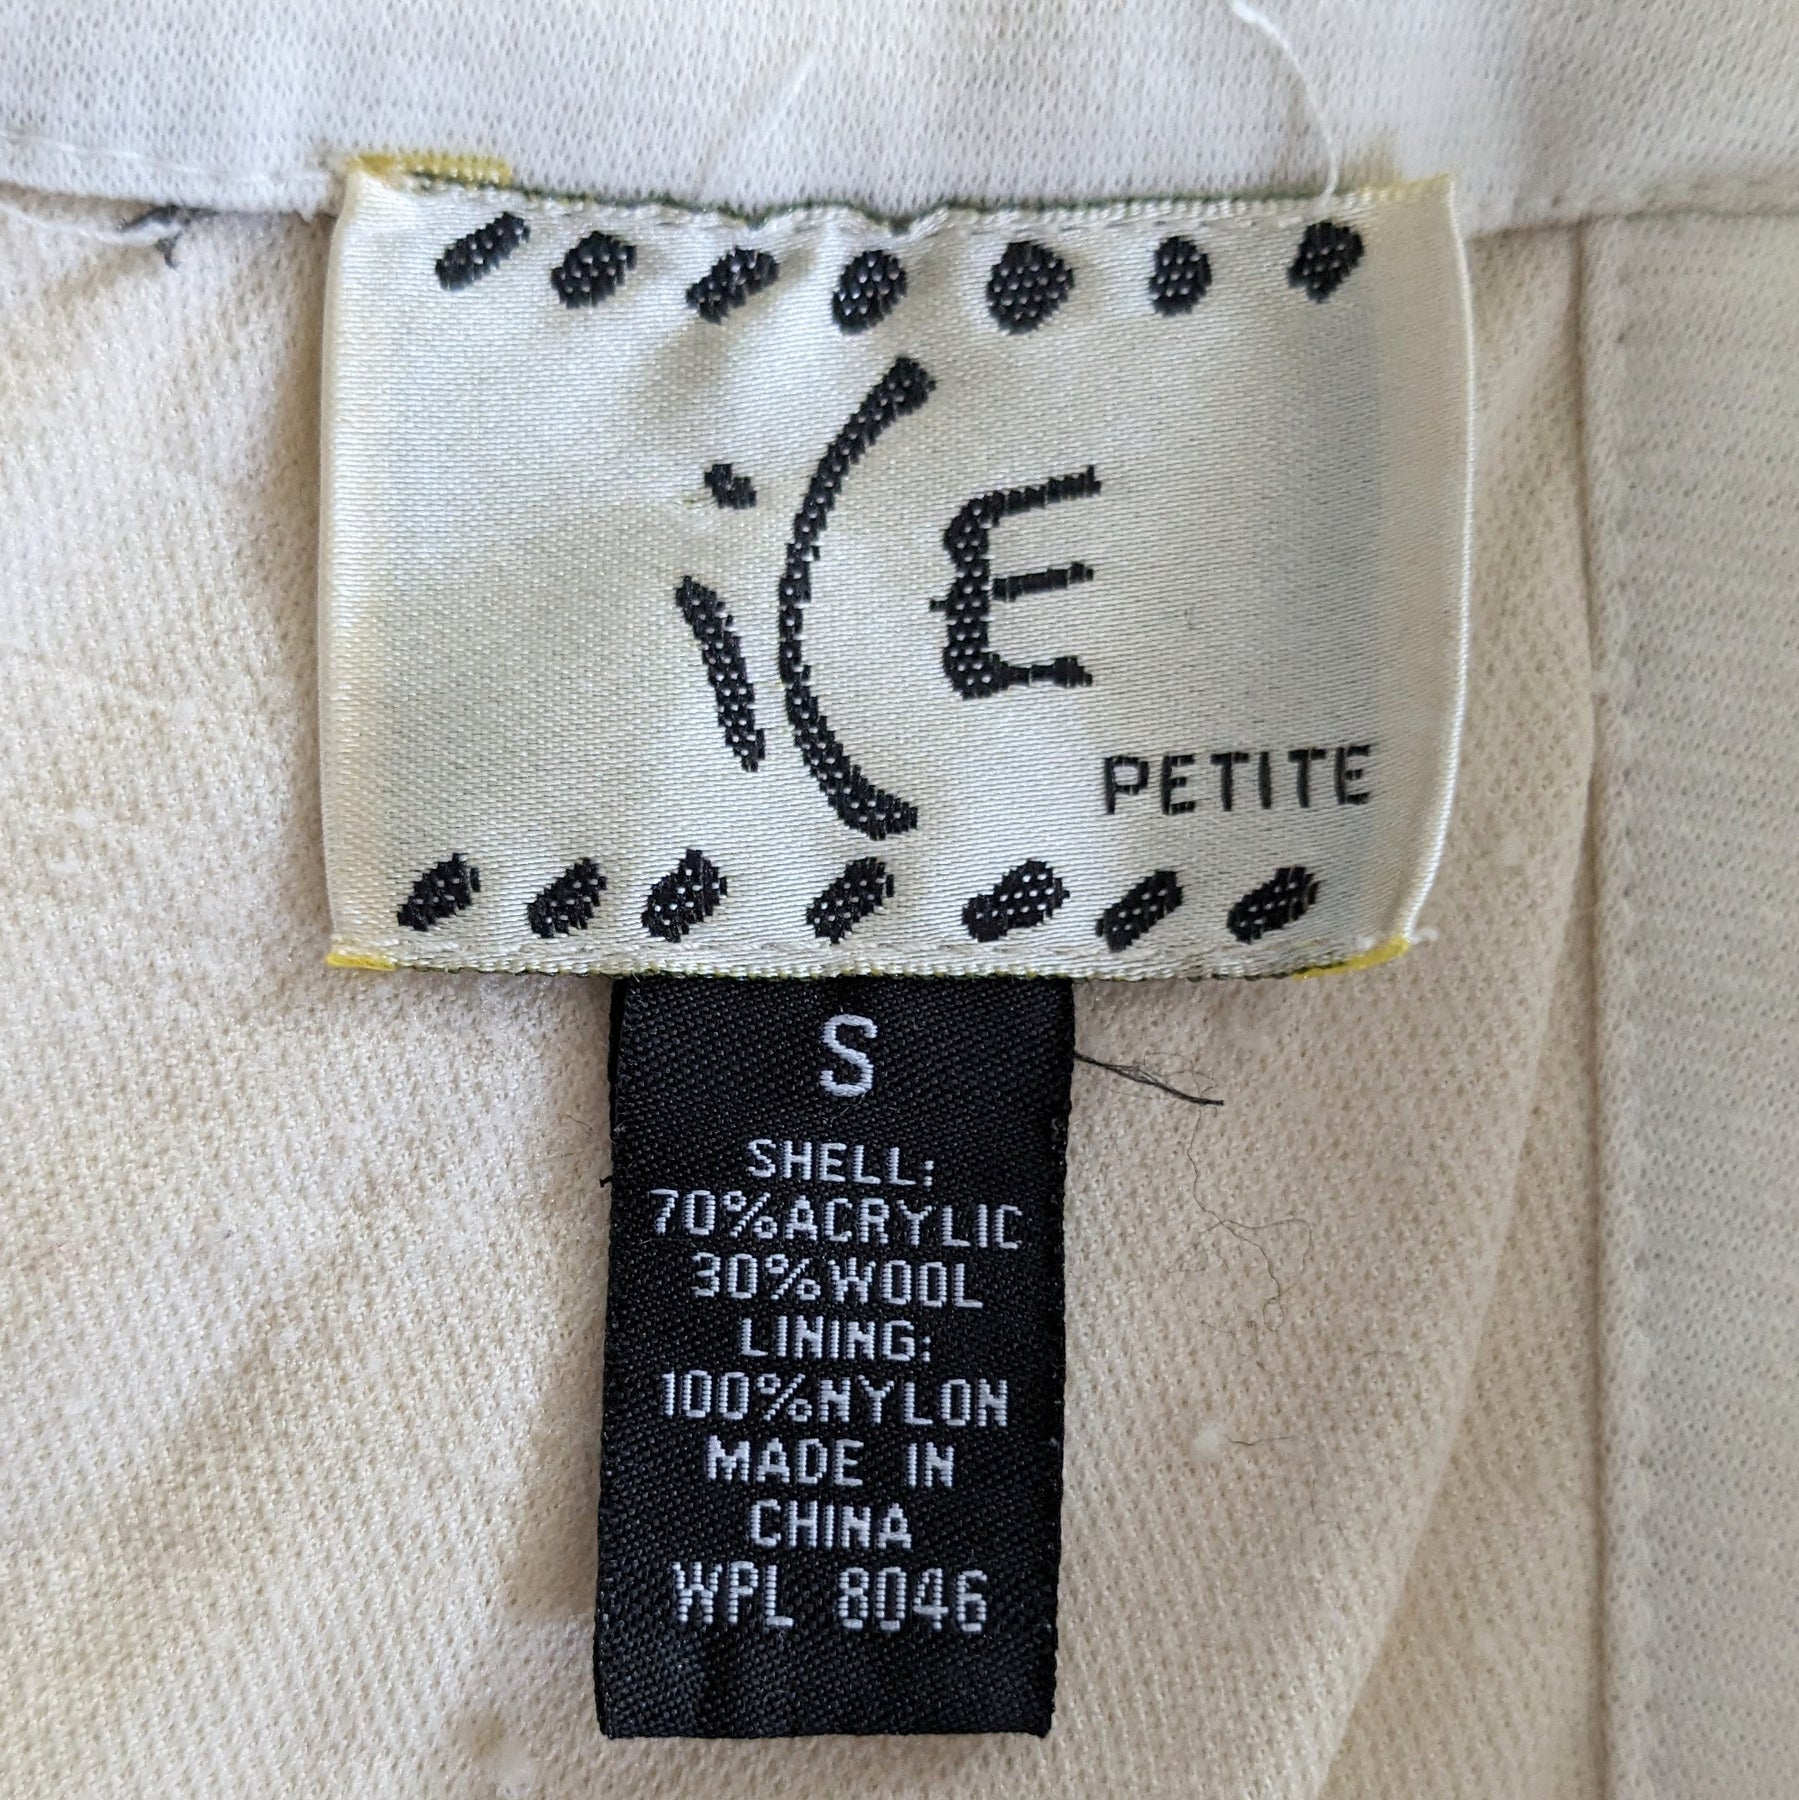 iCE
PETITE
S
SHELL:
70%ACRYLIC
30%WOOL
LINING:
100%NYLON
MADE IN
CHINA
WPL 8046